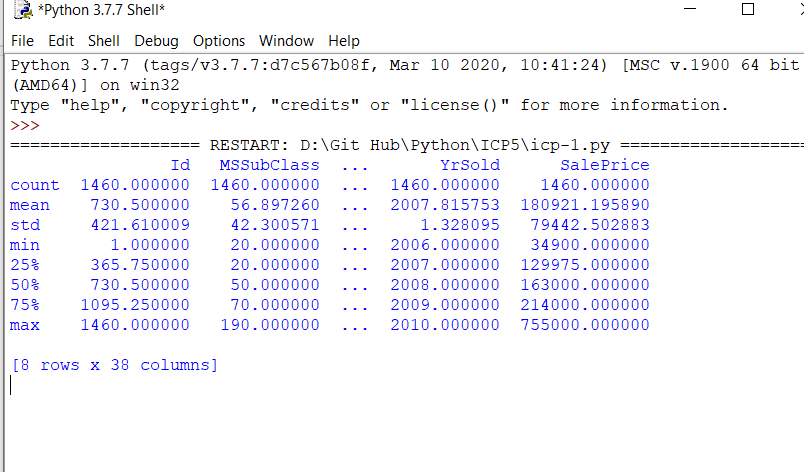 *Python 3.7.7 Shell*
File Edit Shell Debug Options Window Help
Python 3.7.7 (tags/v3.7.7:d7c567b08f, Mar 10 2020, 10:41:24) [MSC v.1900 64 bit
(AMD64)] on win32
Type "help", "copyright", "credits" or "license()" for more information.
>>>
=================== RESTART: D:\Git Hub\Python\ICP5\icp-1.py ===================
                Id   MSSubClass  ...       YrSold      SalePrice
count  1460.000000  1460.000000  ...  1460.000000    1460.000000
mean    730.500000    56.897260  ...  2007.815753  180921.195890
std     421.610009    42.300571  ...     1.328095   79442.502883
min       1.000000    20.000000  ...  2006.000000   34900.000000
25%     365.750000    20.000000  ...  2007.000000  129975.000000
50%     730.500000    50.000000  ...  2008.000000  163000.000000
75%    1095.250000    70.000000  ...  2009.000000  214000.000000
max    1460.000000   190.000000  ...  2010.000000  755000.000000
[8 rows x 38 columns]